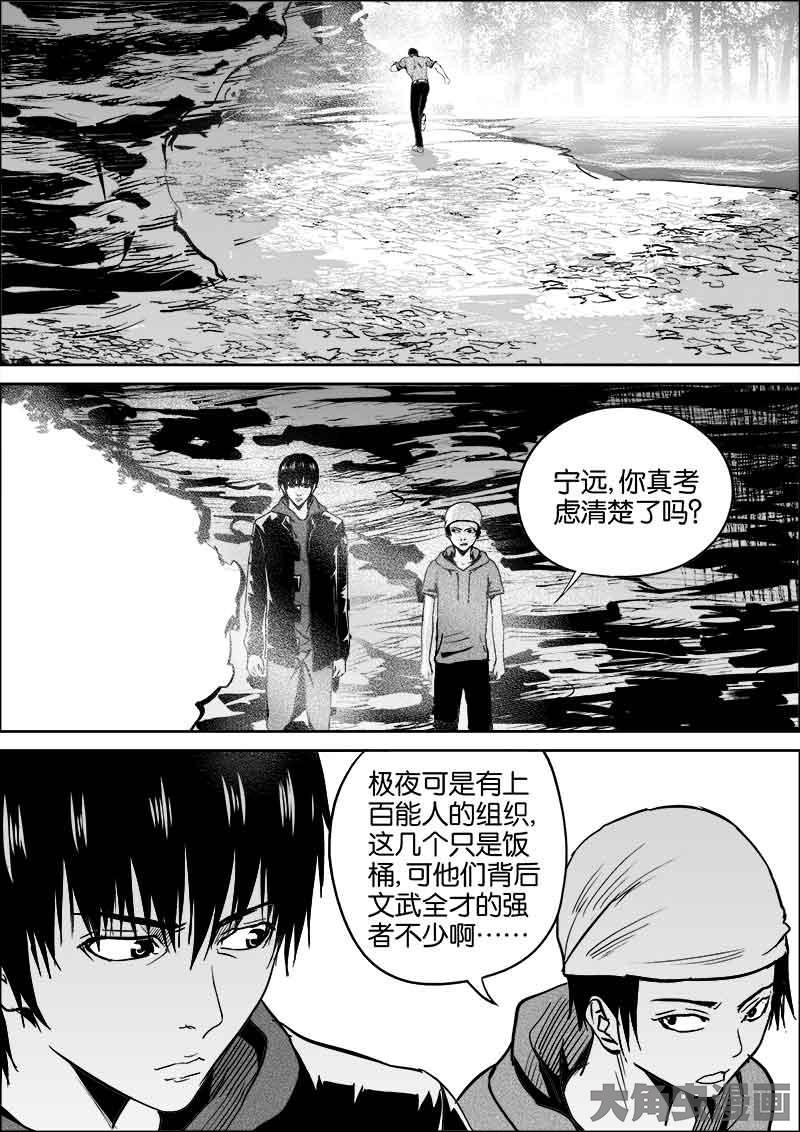 宁远,你真考
虑清楚了吗?
极夜可是有上
百能人的组织,
这几个只是饭
桶,可他们背后
文武全才的强
者不少啊……
大角虫漫画